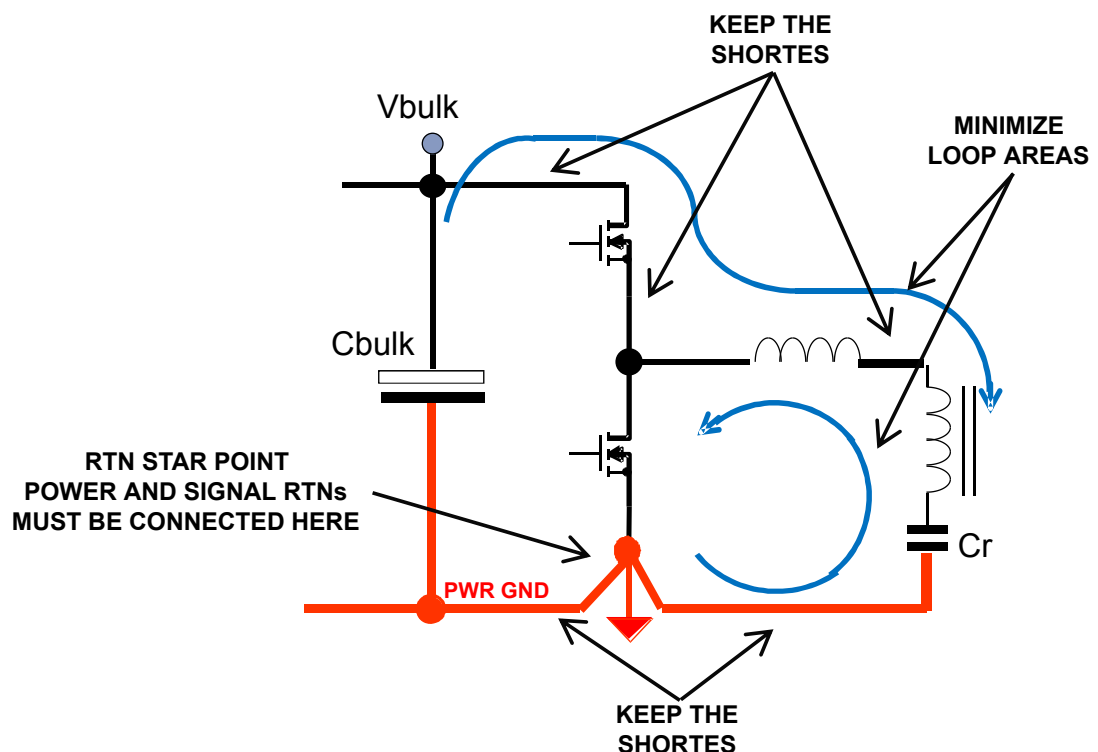 KEEP THE
SHORTES
Vbulk
MINIMIZE
LOOP AREAS
Cbulk
RTN STAR POINT
POWER AND SIGNAL RTNs
MUST BE CONNECTED HERE
Cr
PWR GND
KEEP THE
SHORTES